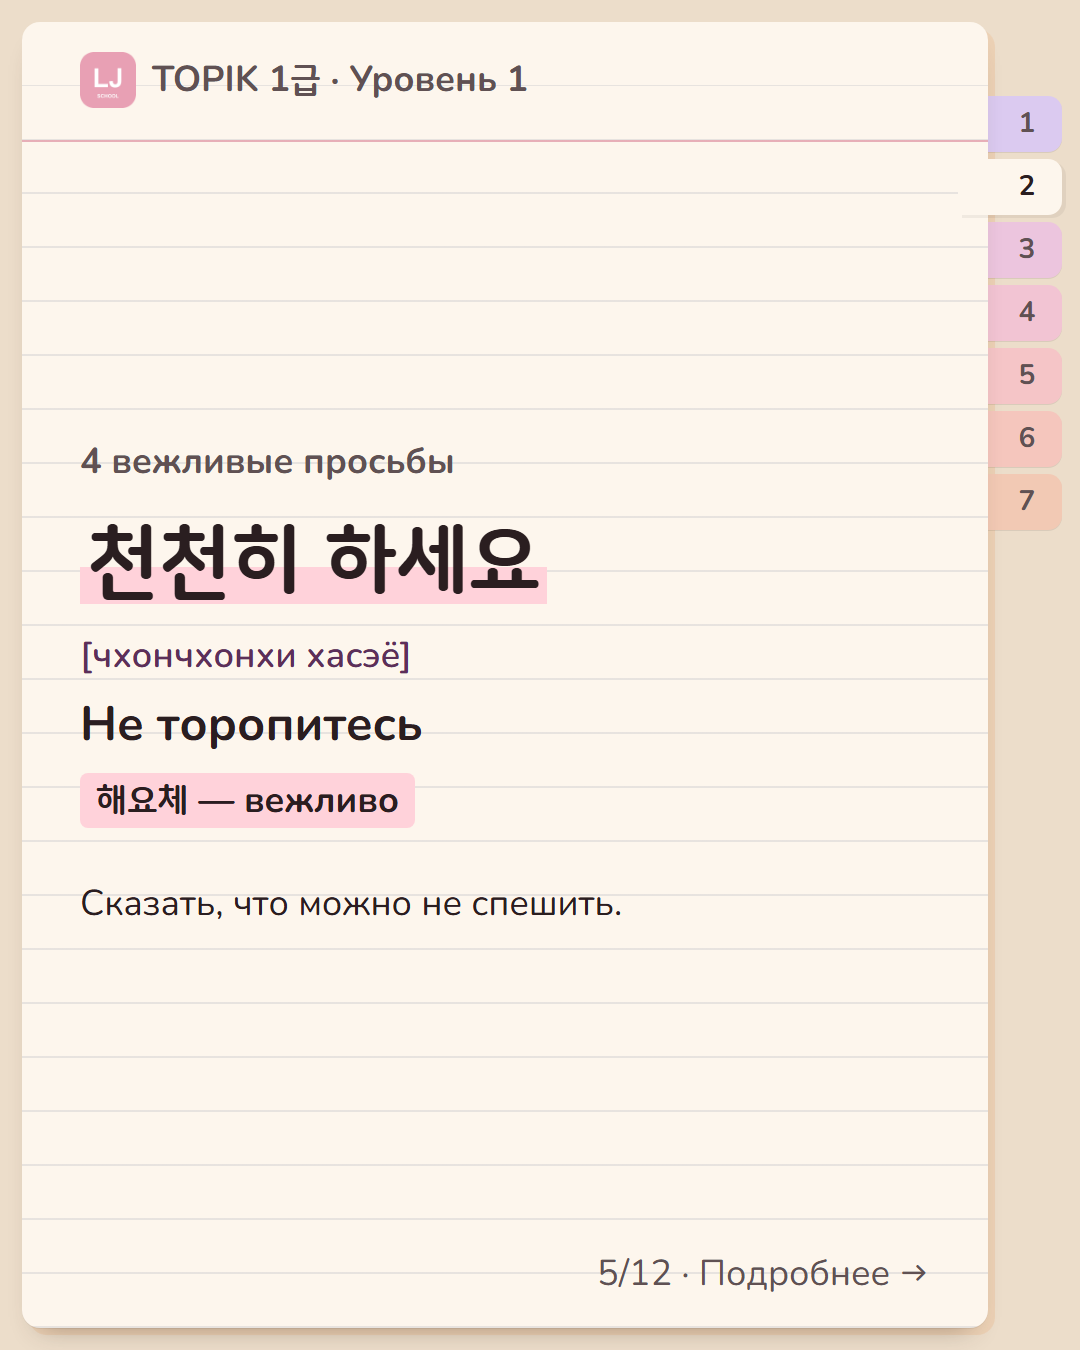 LJ
SCHOOL
TOPIK 1급 · Уровень 1
1
2
3
4
5
6
7
4 вежливые просьбы
천천히 하세요
[чхончхонхи хасэё]
Не торопитесь
해요체 — вежливо
Сказать, что можно не спешить.
5/12 · Подробнее →